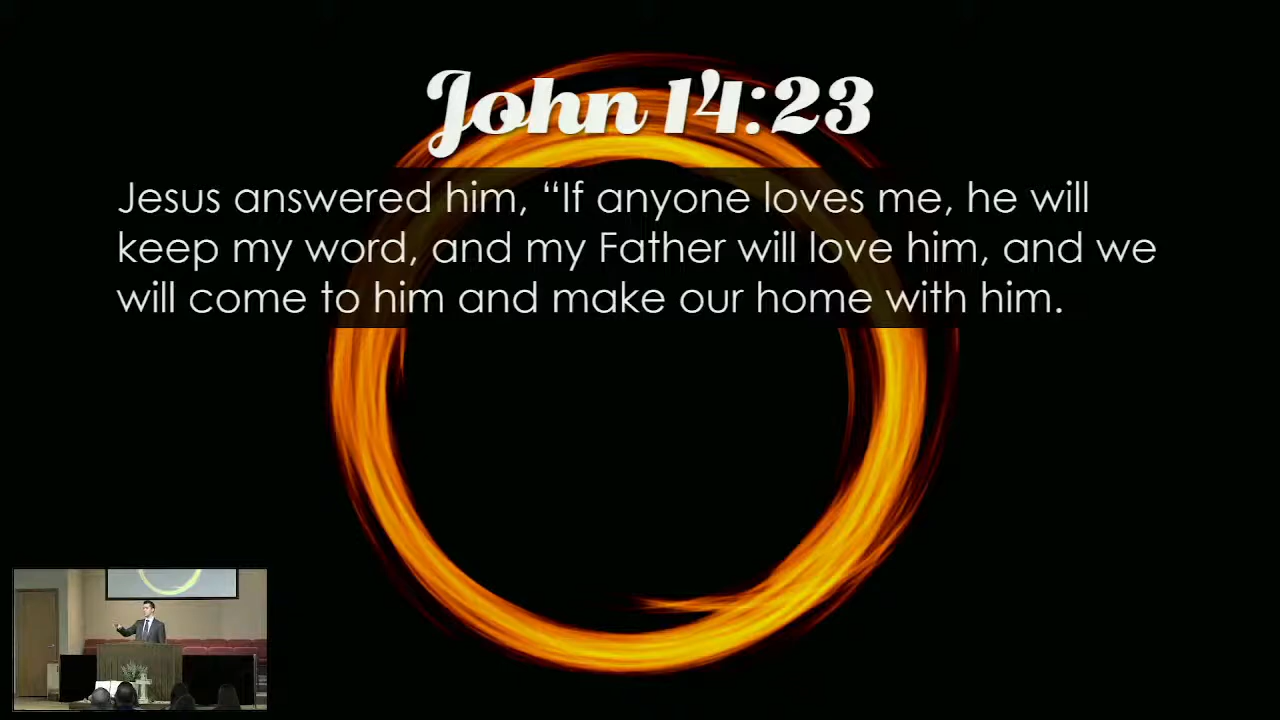 John 14:23
Jesus answered him, “If anyone loves me, he will
keep my word, and my Father will love him, and we
will come to him and make our home with him.